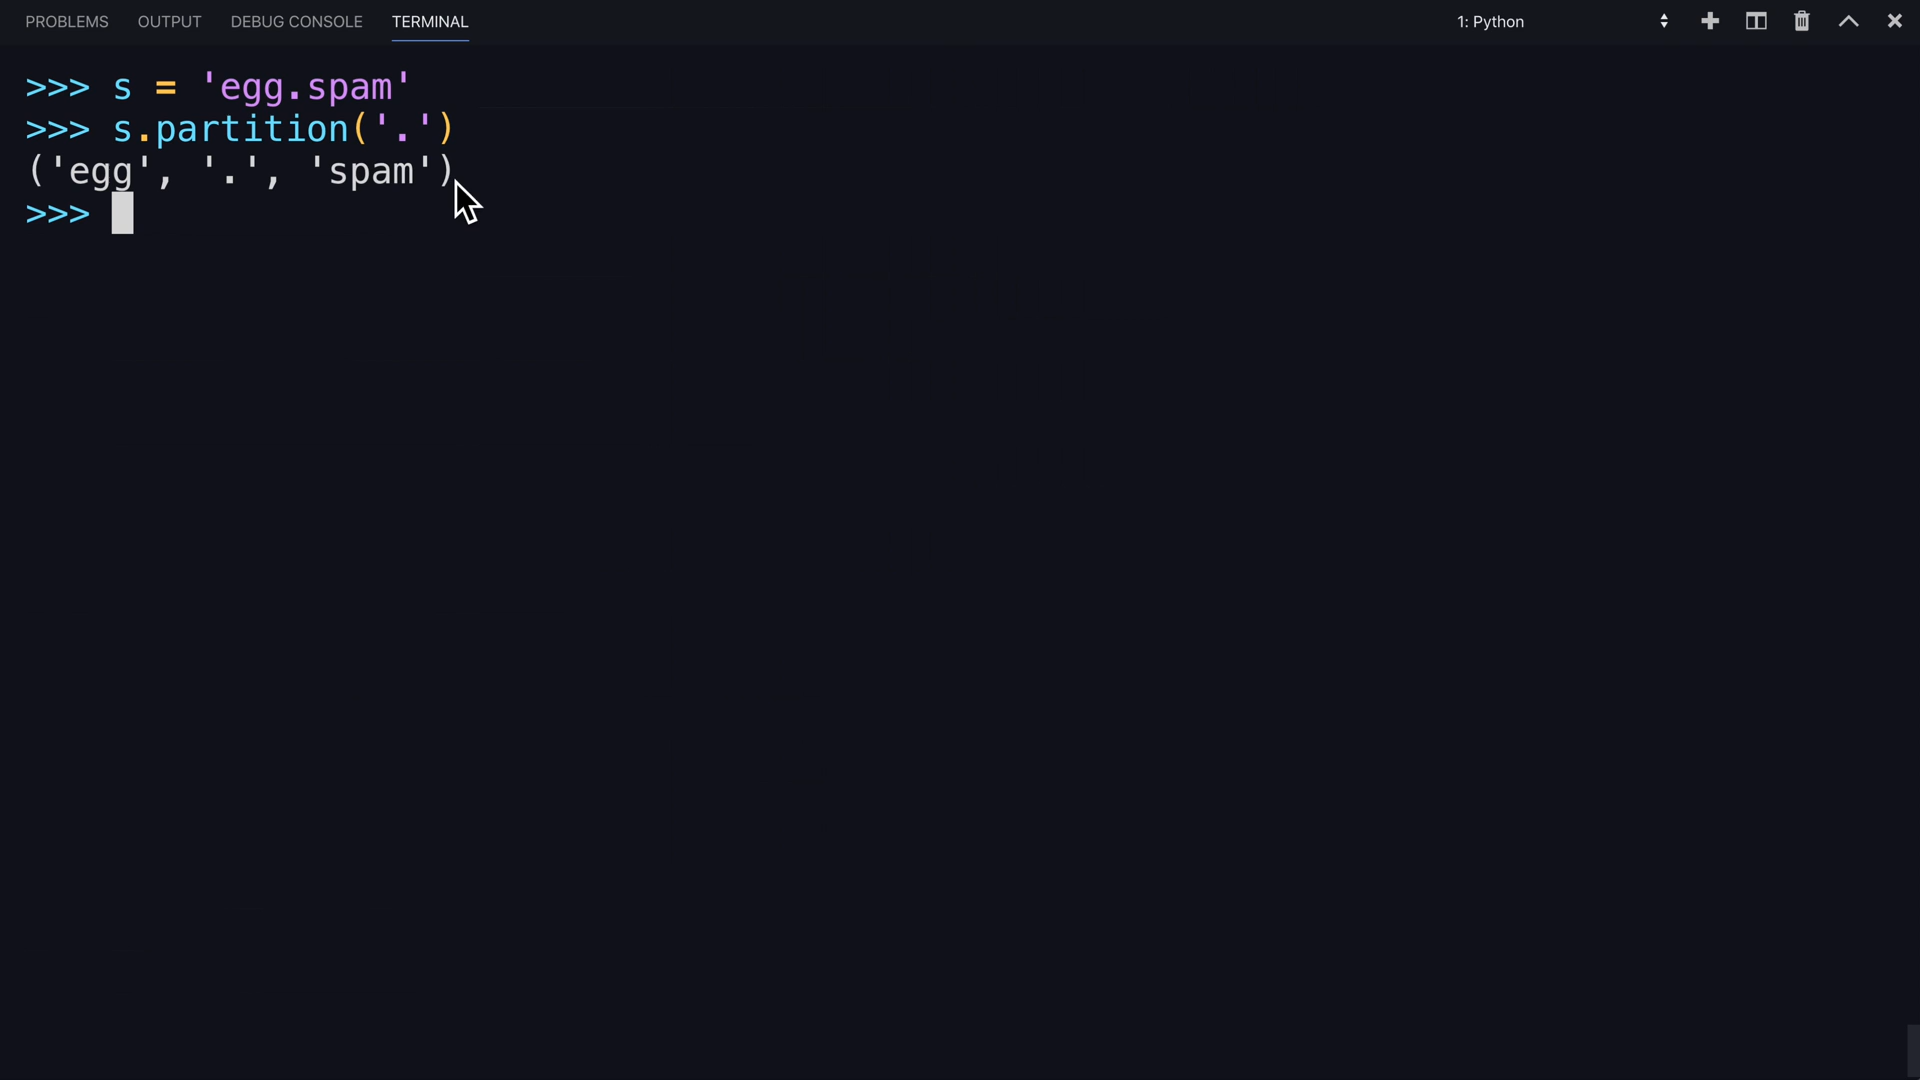 PROBLEMS OUTPUT DEBUG CONSOLE TERMINAL 1: Python
>>> s = 'egg.spam'
>>> s.partition('.')
('egg', '.', 'spam')
>>>